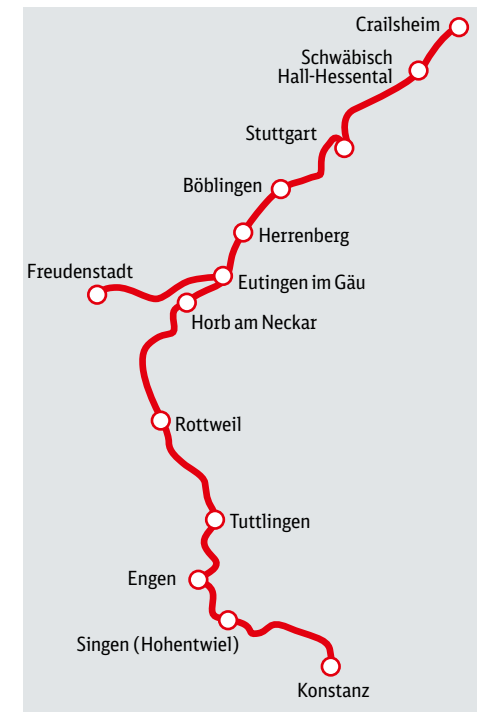 Crailsheim
Schwäbisch
Hall-Hessental
Stuttgart
Böblingen
Herrenberg
Freudenstadt
Eutingen im Gäu
Horb am Neckar
Rottweil
Tuttlingen
Engen
Singen (Hohentwiel)
Konstanz